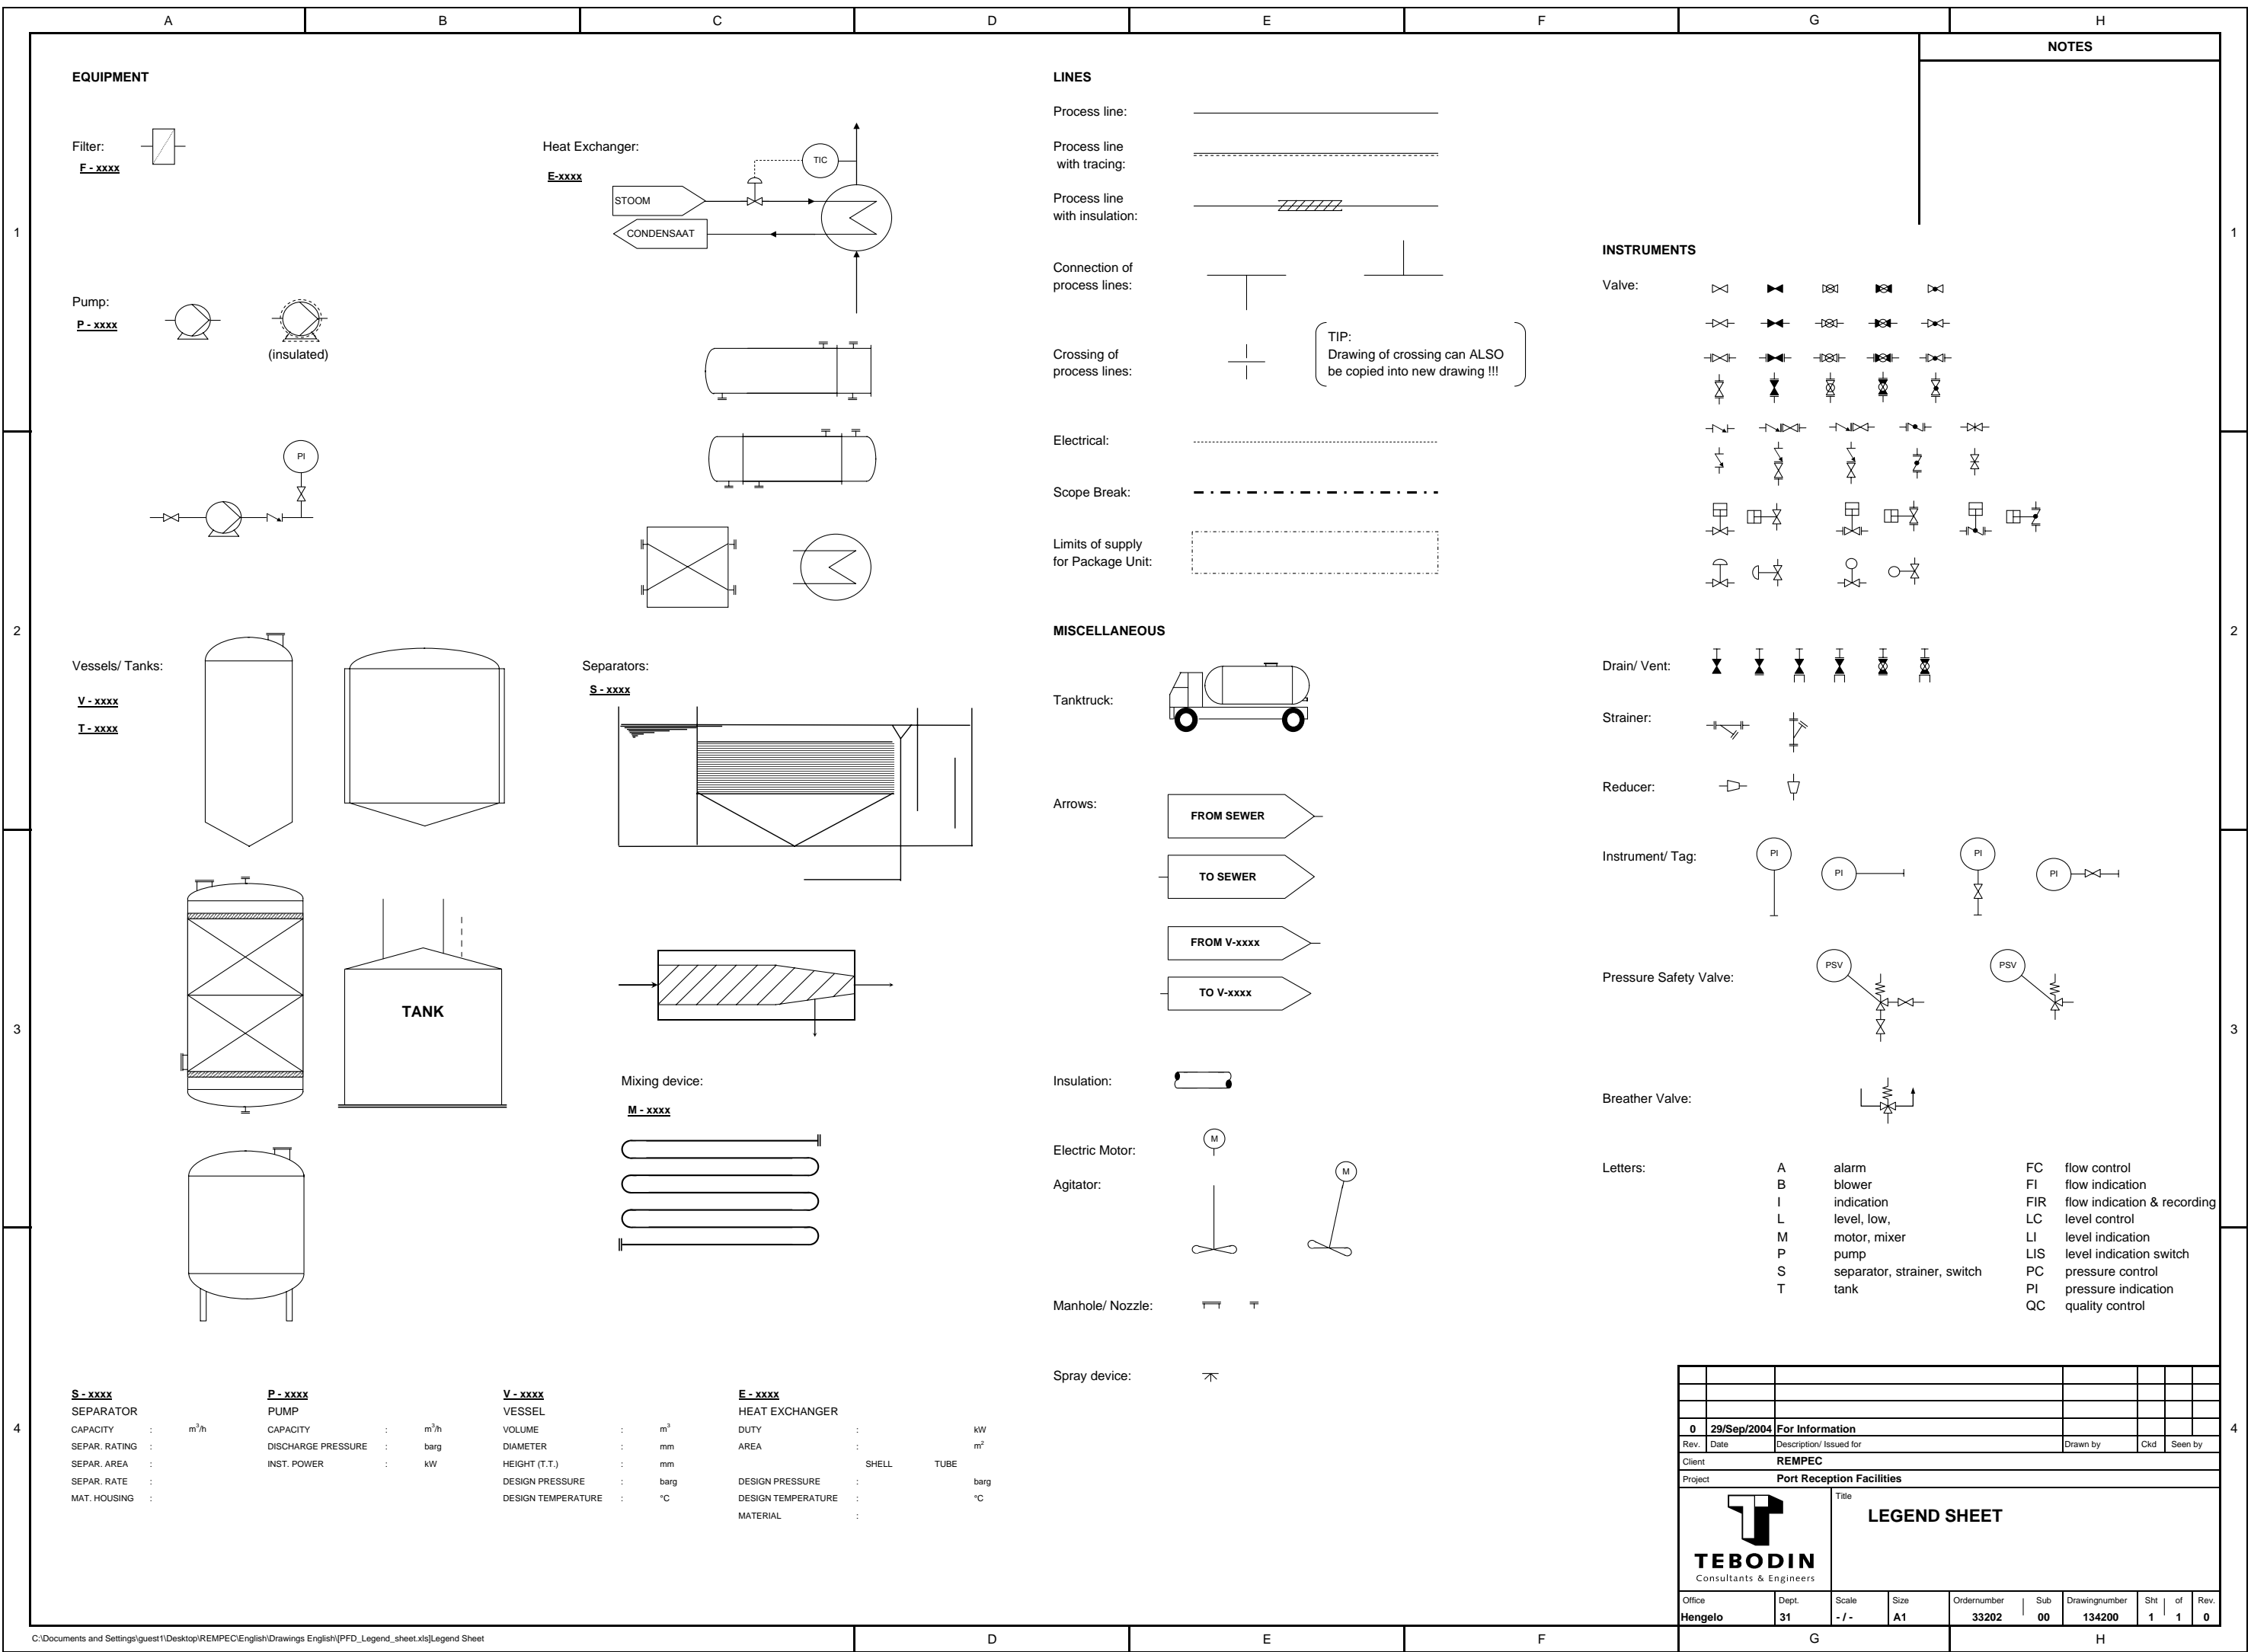 A B C D E F G H
NOTES
EQUIPMENT
Filter:
F - xxxx
Heat Exchanger:
E-xxxx
TIC
STOOM
CONDENSAAT
Pump:
P - xxxx
(insulated)
PI
Vessels/ Tanks:
V - xxxx
T - xxxx
Separators:
S - xxxx
TANK
Mixing device:
M - xxxx
LINES
Process line:
Process line
with tracing:
Process line
with insulation:
Connection of
process lines:
Crossing of
process lines:
TIP:
Drawing of crossing can ALSO
be copied into new drawing !!!
Electrical:
Scope Break:
Limits of supply
for Package Unit:
MISCELLANEOUS
Tanktruck:
Arrows:
FROM SEWER
TO SEWER
FROM V-xxxx
TO V-xxxx
Insulation:
Electric Motor:
M
Agitator:
M
Manhole/ Nozzle:
Spray device:
INSTRUMENTS
Valve:
Drain/ Vent:
Strainer:
Reducer:
Instrument/ Tag:
PI PI PI PI
Pressure Safety Valve:
PSV PSV
Breather Valve:
Letters:
A alarm
B blower
I indication
L level, low,
M motor, mixer
P pump
S separator, strainer, switch
T tank
FC flow control
FI flow indication
FIR flow indication & recording
LC level control
LI level indication
LIS level indication switch
PC pressure control
PI pressure indication
QC quality control
S - xxxx
SEPARATOR
CAPACITY : m³/h
SEPAR. RATING :
SEPAR. AREA :
SEPAR. RATE :
MAT. HOUSING :
P - xxxx
PUMP
CAPACITY : m³/h
DISCHARGE PRESSURE : barg
INST. POWER : kW
V - xxxx
VESSEL
VOLUME : m³
DIAMETER : mm
HEIGHT (T.T.) : mm
DESIGN PRESSURE : barg
DESIGN TEMPERATURE : °C
E - xxxx
HEAT EXCHANGER
DUTY : kW
AREA : m²
SHELL TUBE
DESIGN PRESSURE : barg
DESIGN TEMPERATURE : °C
MATERIAL :
0 29/Sep/2004 For Information
Rev. Date Description/ Issued for Drawn by Ckd Seen by
Client REMPEC
Project Port Reception Facilities
Title
LEGEND SHEET
TEBODIN
Consultants & Engineers
Office Dept. Scale Size Ordernumber Sub Drawingnumber Sht of Rev.
Hengelo 31 - / - A1 33202 00 134200 1 1 0
1 1
2 2
3 3
4 4
C:\Documents and Settings\guest1\Desktop\REMPEC\English\Drawings English\[PFD_Legend_sheet.xls]Legend Sheet
D E F G H